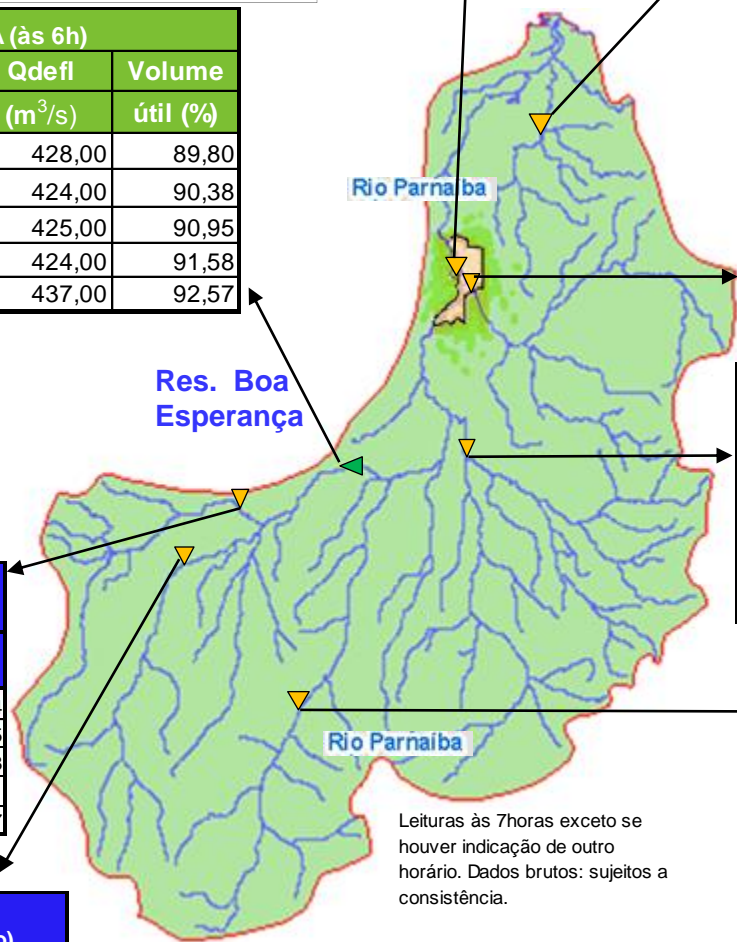 A (às 6h)
Qdefl Volume
(m³/s) útil (%)
428,00 89,80
424,00 90,38
425,00 90,95
424,00 91,58
437,00 92,57
Rio Parnaíba
Res. Boa
Esperança
Rio Parnaíba
Leituras às 7horas exceto se
houver indicação de outro
horário. Dados brutos: sujeitos a
consistência.